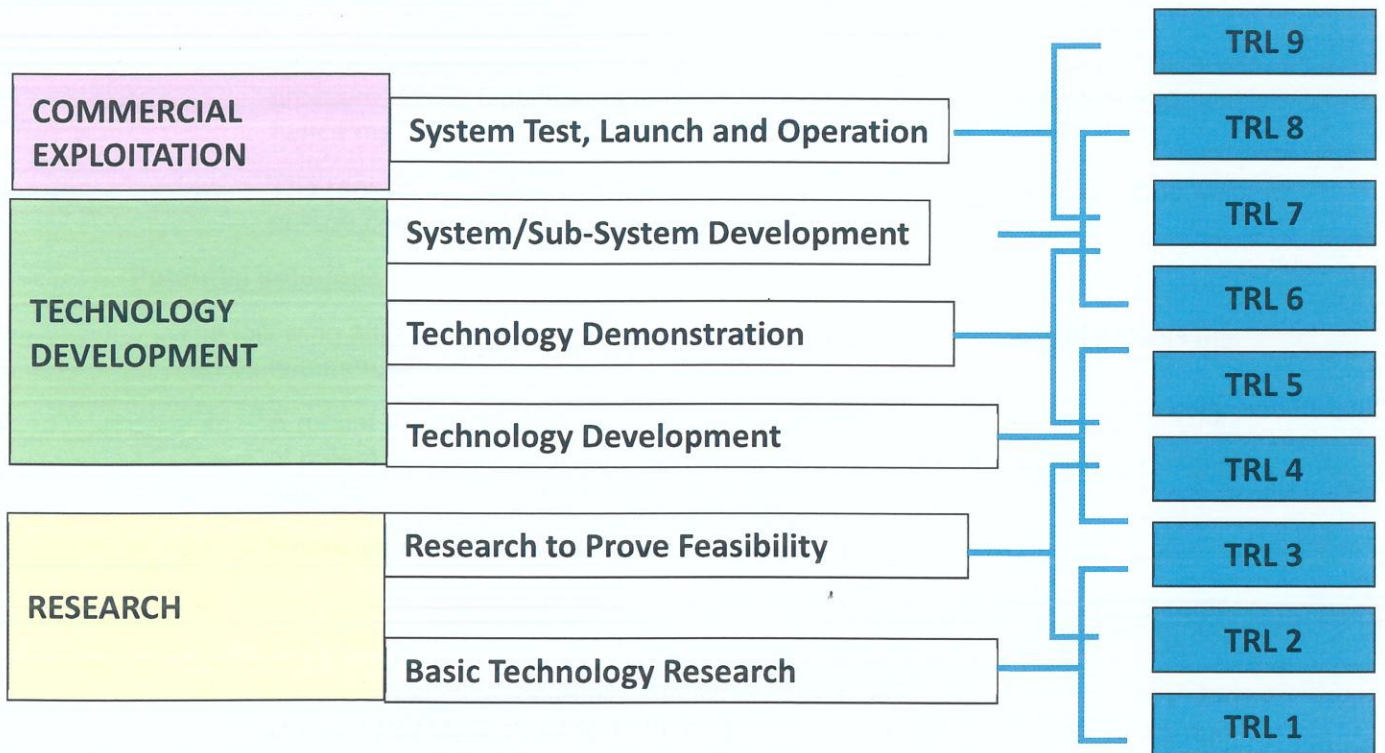 TRL 9
COMMERCIAL
EXPLOITATION
System Test, Launch and Operation
TRL 8
System/Sub-System Development
TRL 7
TECHNOLOGY
DEVELOPMENT
Technology Demonstration
TRL 6
TRL 5
Technology Development
TRL 4
Research to Prove Feasibility
TRL 3
RESEARCH
TRL 2
Basic Technology Research
TRL 1